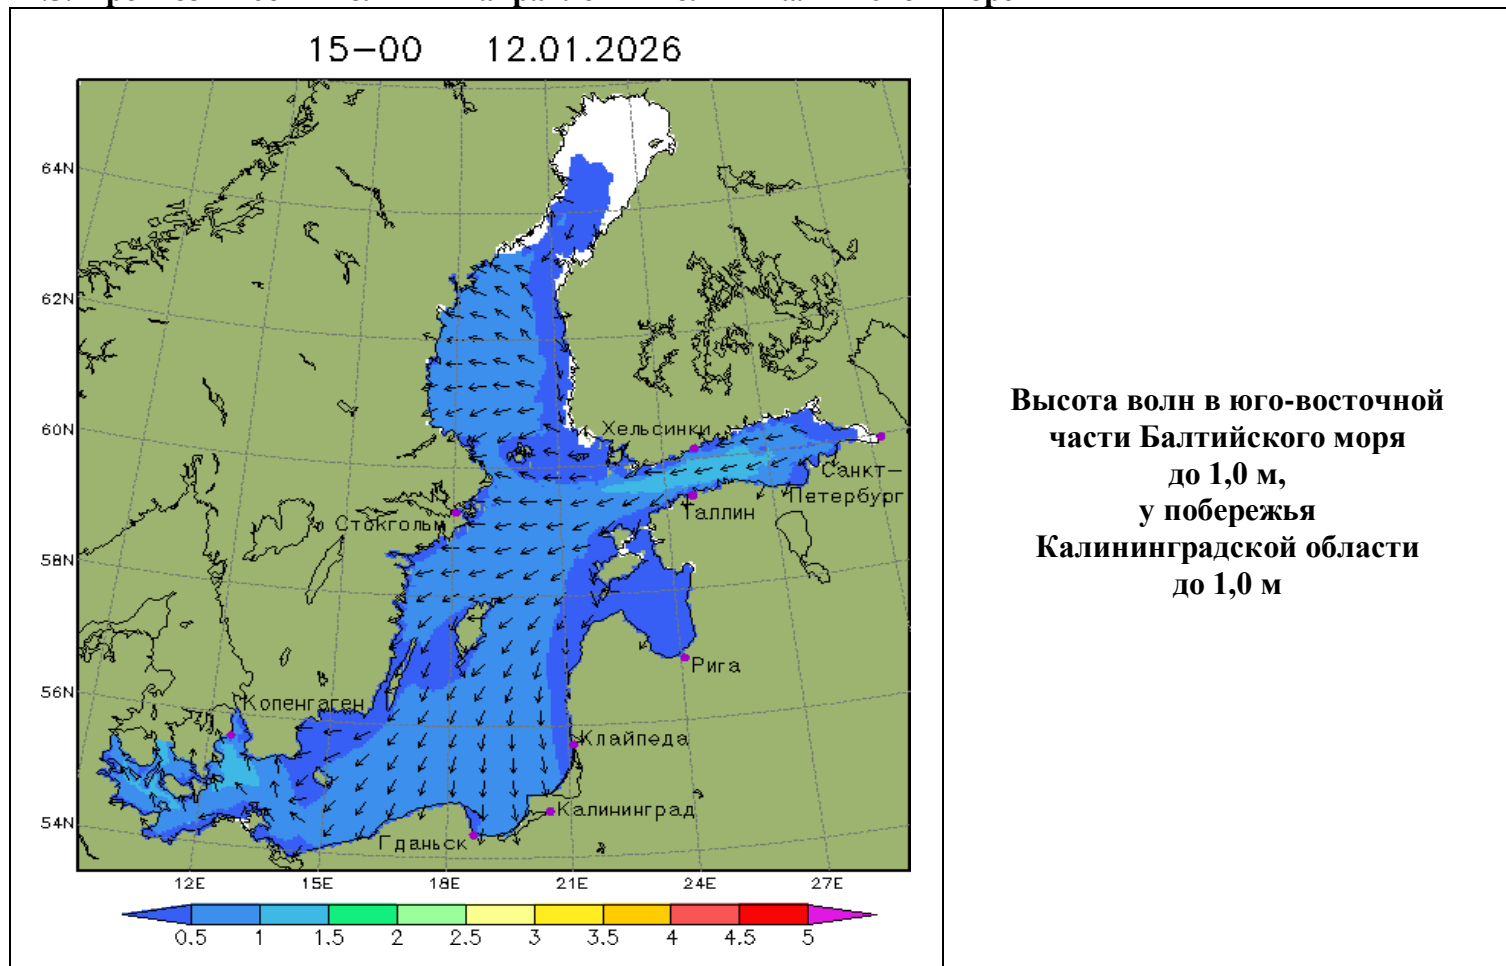 15-00 12.01.2026
64N
62N
Хельсинки
60N
Санкт-
Петербург
Таллин
Стокгольм
58N
Рига
56N
Копенгаген
Клайпеда
Калининград
54N
Гданьск
12E 15E 18E 21E 24E 27E
0.5 1 1.5 2 2.5 3 3.5 4 4.5 5
Высота волн в юго-восточной
части Балтийского моря
до 1,0 м,
у побережья
Калининградской области
до 1,0 м